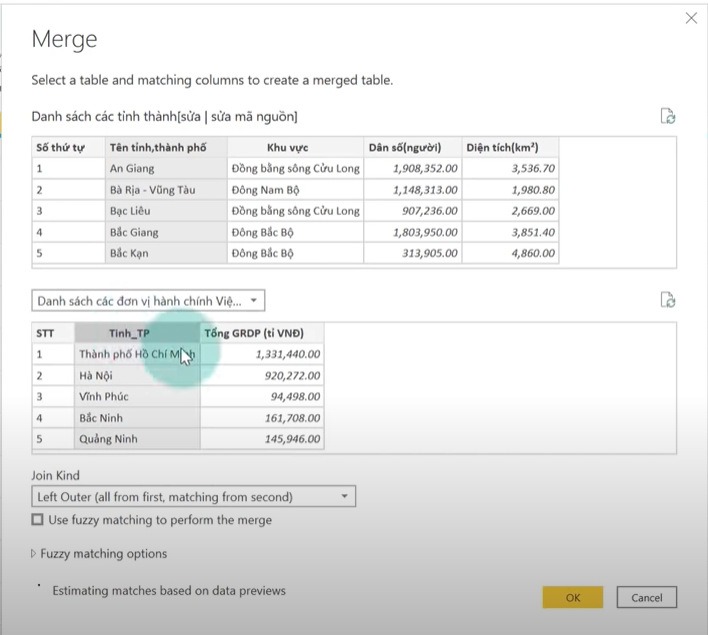 Merge
Select a table and matching columns to create a merged table.
Danh sách các tỉnh thành[sửa | sửa mã nguồn]
Số thứ tự Tên tỉnh,thành phố Khu vực Dân số(người) Diện tích(km²)
1 An Giang Đồng bằng sông Cửu Long 1,908,352.00 3,536.70
2 Bà Rịa - Vũng Tàu Đông Nam Bộ 1,148,313.00 1,980.80
3 Bạc Liêu Đồng bằng sông Cửu Long 907,236.00 2,669.00
4 Bắc Giang Đông Bắc Bộ 1,803,950.00 3,851.40
5 Bắc Kạn Đông Bắc Bộ 313,905.00 4,860.00
Danh sách các đơn vị hành chính Việ...
STT Tinh_TP Tổng GRDP (tỉ VNĐ)
1 Thành phố Hồ Chí Minh 1,331,440.00
2 Hà Nội 920,272.00
3 Vĩnh Phúc 94,498.00
4 Bắc Ninh 161,708.00
5 Quảng Ninh 145,946.00
Join Kind
Left Outer (all from first, matching from second)
Use fuzzy matching to perform the merge
Fuzzy matching options
Estimating matches based on data previews
OK Cancel